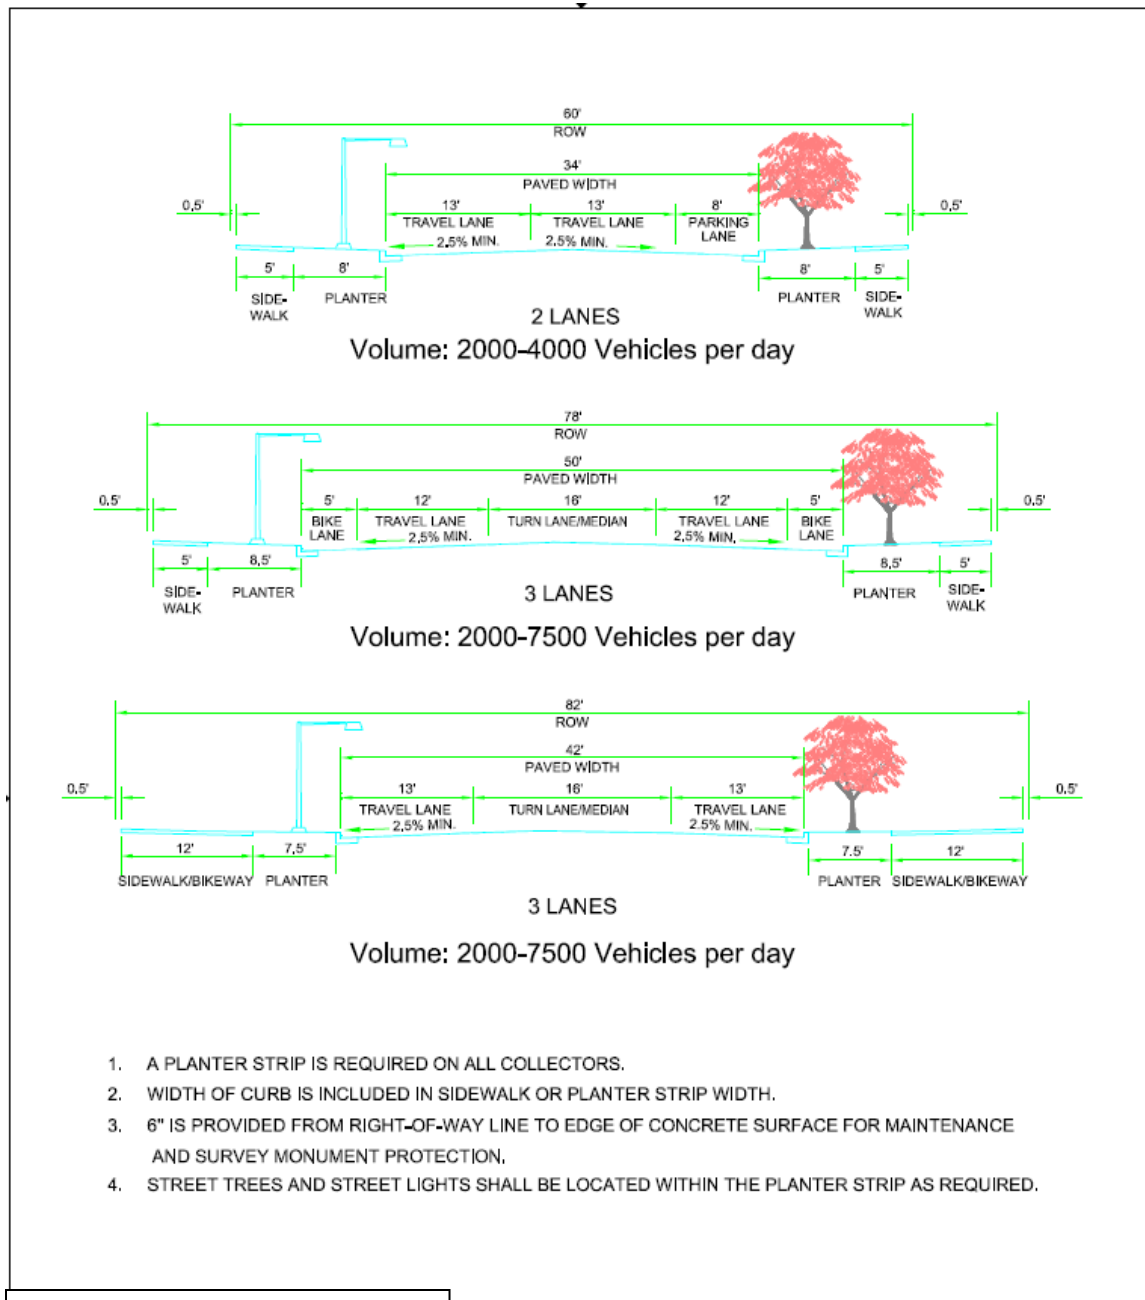 60'
ROW
34'
PAVED WIDTH
0.5' 13' 13' 8' 0.5'
TRAVEL LANE TRAVEL LANE PARKING
LANE
2.5% MIN. 2.5% MIN.
5' 8' 8' 5'
SIDE-
WALK PLANTER PLANTER SIDE-
WALK
2 LANES
Volume: 2000-4000 Vehicles per day
78'
ROW
50'
PAVED WIDTH
0.5' 5' 12' 16' 12' 5' 0.5'
BIKE
LANE TRAVEL LANE TURN LANE/MEDIAN TRAVEL LANE BIKE
LANE
2.5% MIN. 2.5% MIN.
5' 8.5' 8.5' 5'
SIDE-
WALK PLANTER PLANTER SIDE-
WALK
3 LANES
Volume: 2000-7500 Vehicles per day
82'
ROW
42'
PAVED WIDTH
0.5' 13' 16' 13' 0.5'
TRAVEL LANE TURN LANE/MEDIAN TRAVEL LANE
2.5% MIN. 2.5% MIN.
12' 7.5' 7.5' 12'
SIDEWALK/BIKEWAY PLANTER PLANTER SIDEWALK/BIKEWAY
3 LANES
Volume: 2000-7500 Vehicles per day
1. A PLANTER STRIP IS REQUIRED ON ALL COLLECTORS.
2. WIDTH OF CURB IS INCLUDED IN SIDEWALK OR PLANTER STRIP WIDTH.
3. 6" IS PROVIDED FROM RIGHT-OF-WAY LINE TO EDGE OF CONCRETE SURFACE FOR MAINTENANCE
AND SURVEY MONUMENT PROTECTION.
4. STREET TREES AND STREET LIGHTS SHALL BE LOCATED WITHIN THE PLANTER STRIP AS REQUIRED.